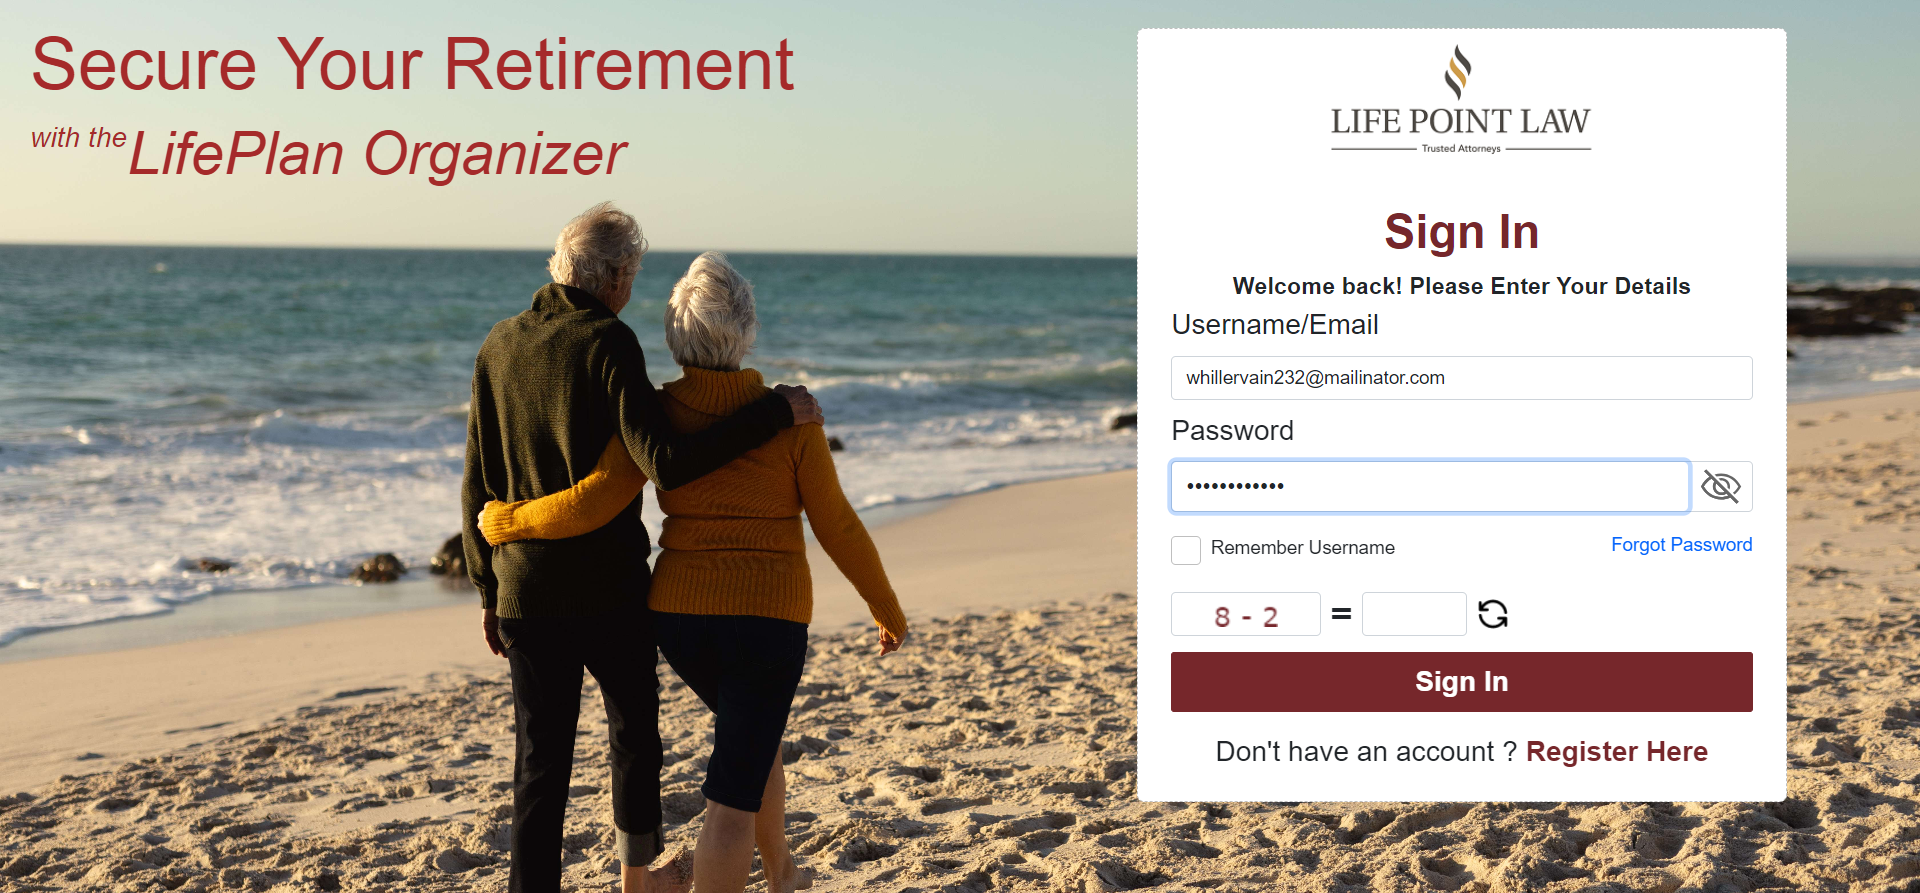 Secure Your Retirement
with the LifePlan Organizer
LIFE POINT LAW
Trusted Attorneys
Sign In
Welcome back! Please Enter Your Details
Username/Email
whillervain232@mailinator.com
Password
••••••••••••
Remember Username
Forgot Password
8 - 2 =
Sign In
Don't have an account ? Register Here